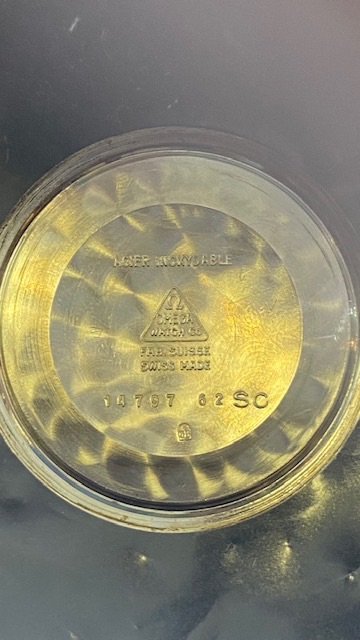 ACIER INOXYDABLE
Ω
OMEGA
WATCH Co
FAB. SUISSE
SWISS MADE
14707 62 SC